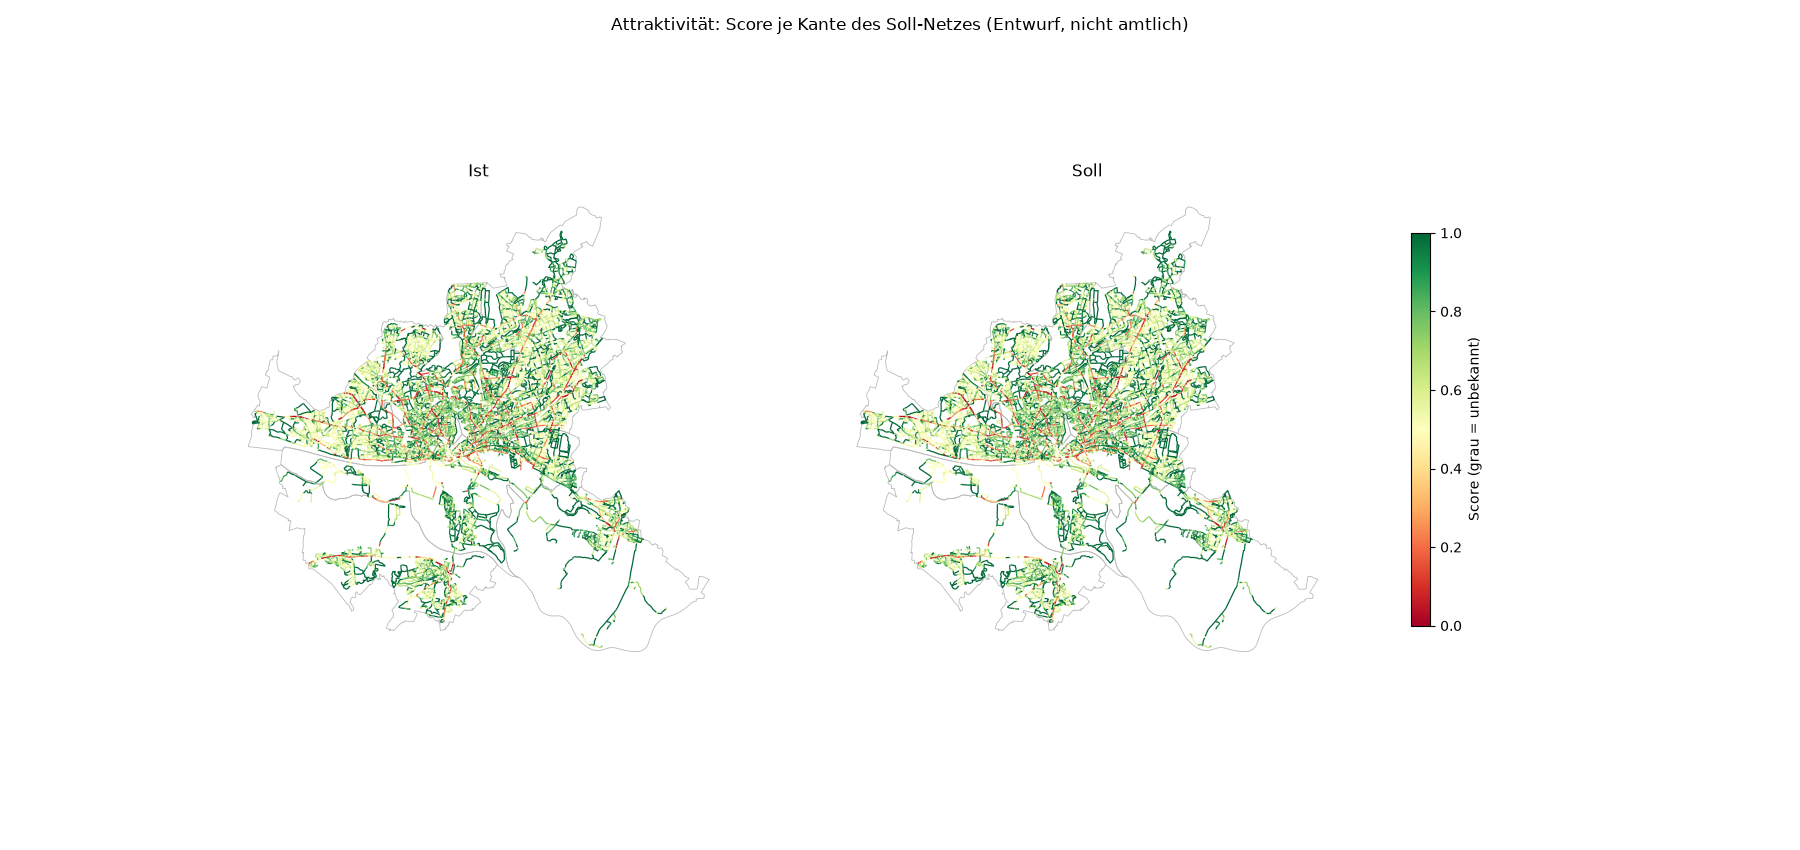 Attraktivität: Score je Kante des Soll-Netzes (Entwurf, nicht amtlich)
Ist
Soll
1.0
0.8
0.6
0.4
0.2
0.0
Score (grau = unbekannt)